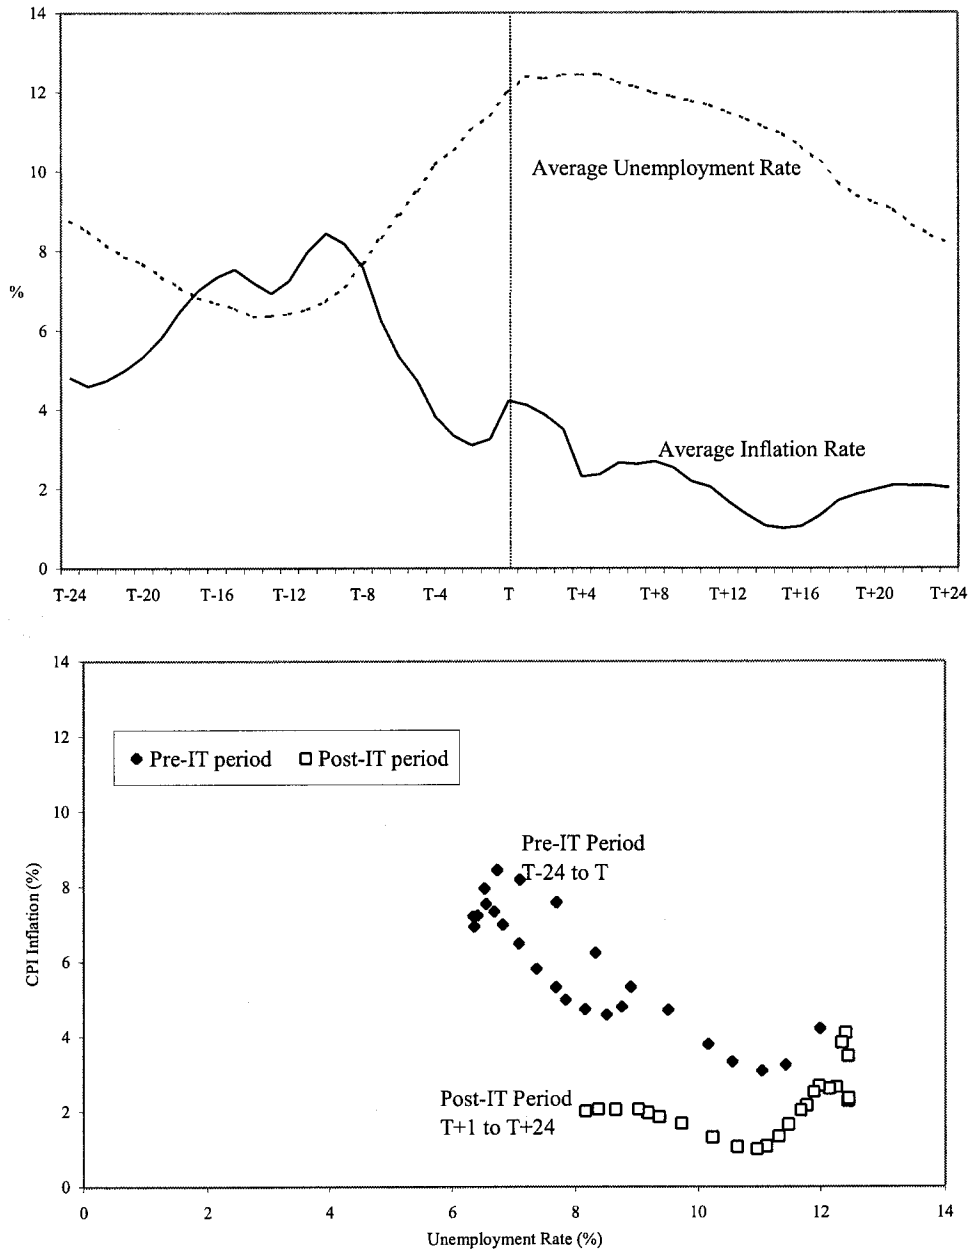 14
12
Average Unemployment Rate
10
8
%
6
4
Average Inflation Rate
2
0
T-24 T-20 T-16 T-12 T-8 T-4 T T+4 T+8 T+12 T+16 T+20 T+24
14
12
Pre-IT period Post-IT period
10
Pre-IT Period
T-24 to T
CPI Inflation (%)
8
6
4
Post-IT Period
T+1 to T+24
2
0
0 2 4 6 8 10 12 14
Unemployment Rate (%)